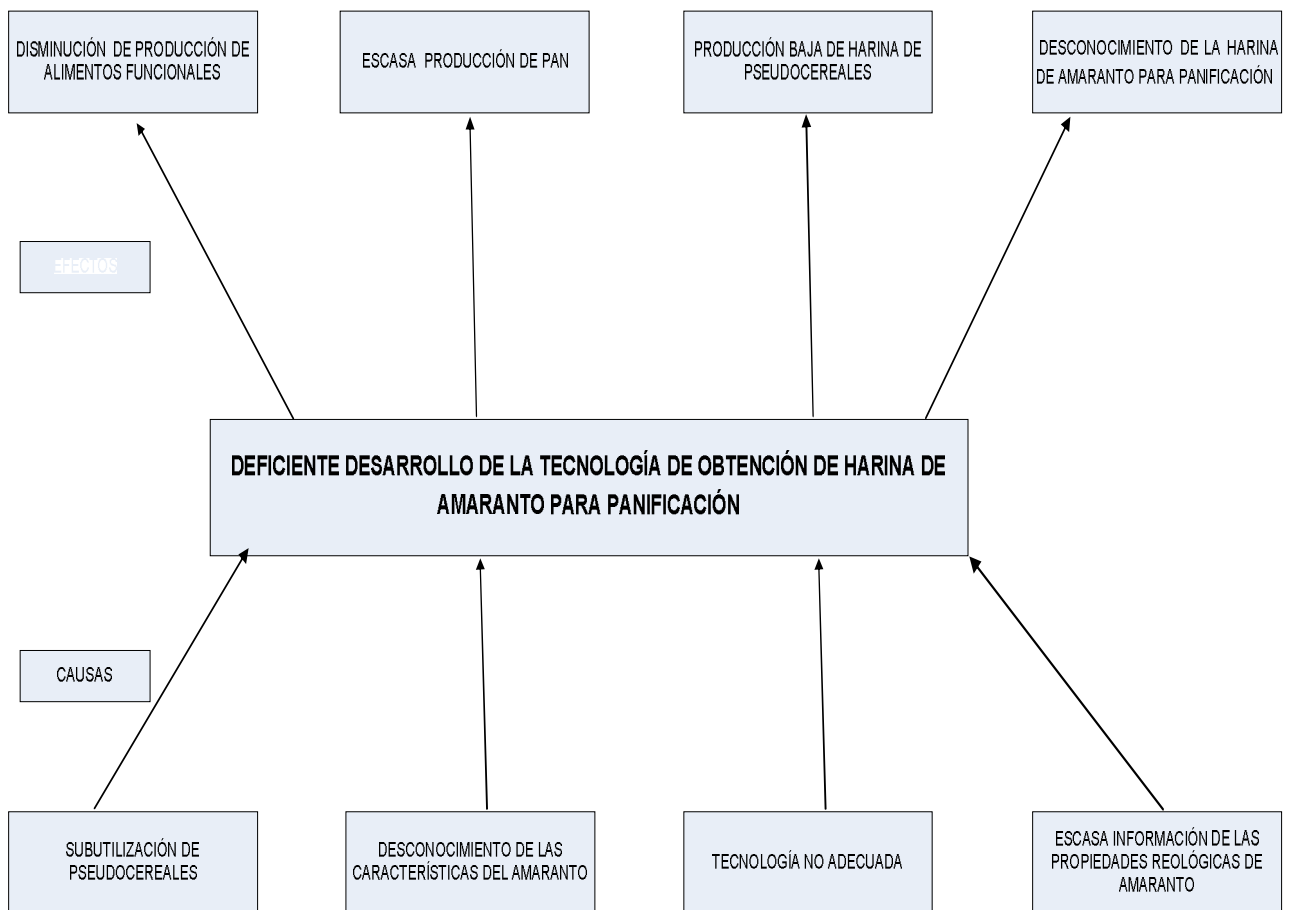 DISMINUCIÓN DE PRODUCCIÓN DE
ALIMENTOS FUNCIONALES
ESCASA PRODUCCIÓN DE PAN
PRODUCCIÓN BAJA DE HARINA DE
PSEUDOCEREALES
DESCONOCIMIENTO DE LA HARINA
DE AMARANTO PARA PANIFICACIÓN
EFECTOS
DEFICIENTE DESARROLLO DE LA TECNOLOGÍA DE OBTENCIÓN DE HARINA DE
AMARANTO PARA PANIFICACIÓN
CAUSAS
SUBUTILIZACIÓN DE
PSEUDOCEREALES
DESCONOCIMIENTO DE LAS
CARACTERÍSTICAS DEL AMARANTO
TECNOLOGÍA NO ADECUADA
ESCASA INFORMACIÓN DE LAS
PROPIEDADES REOLÓGICAS DE
AMARANTO